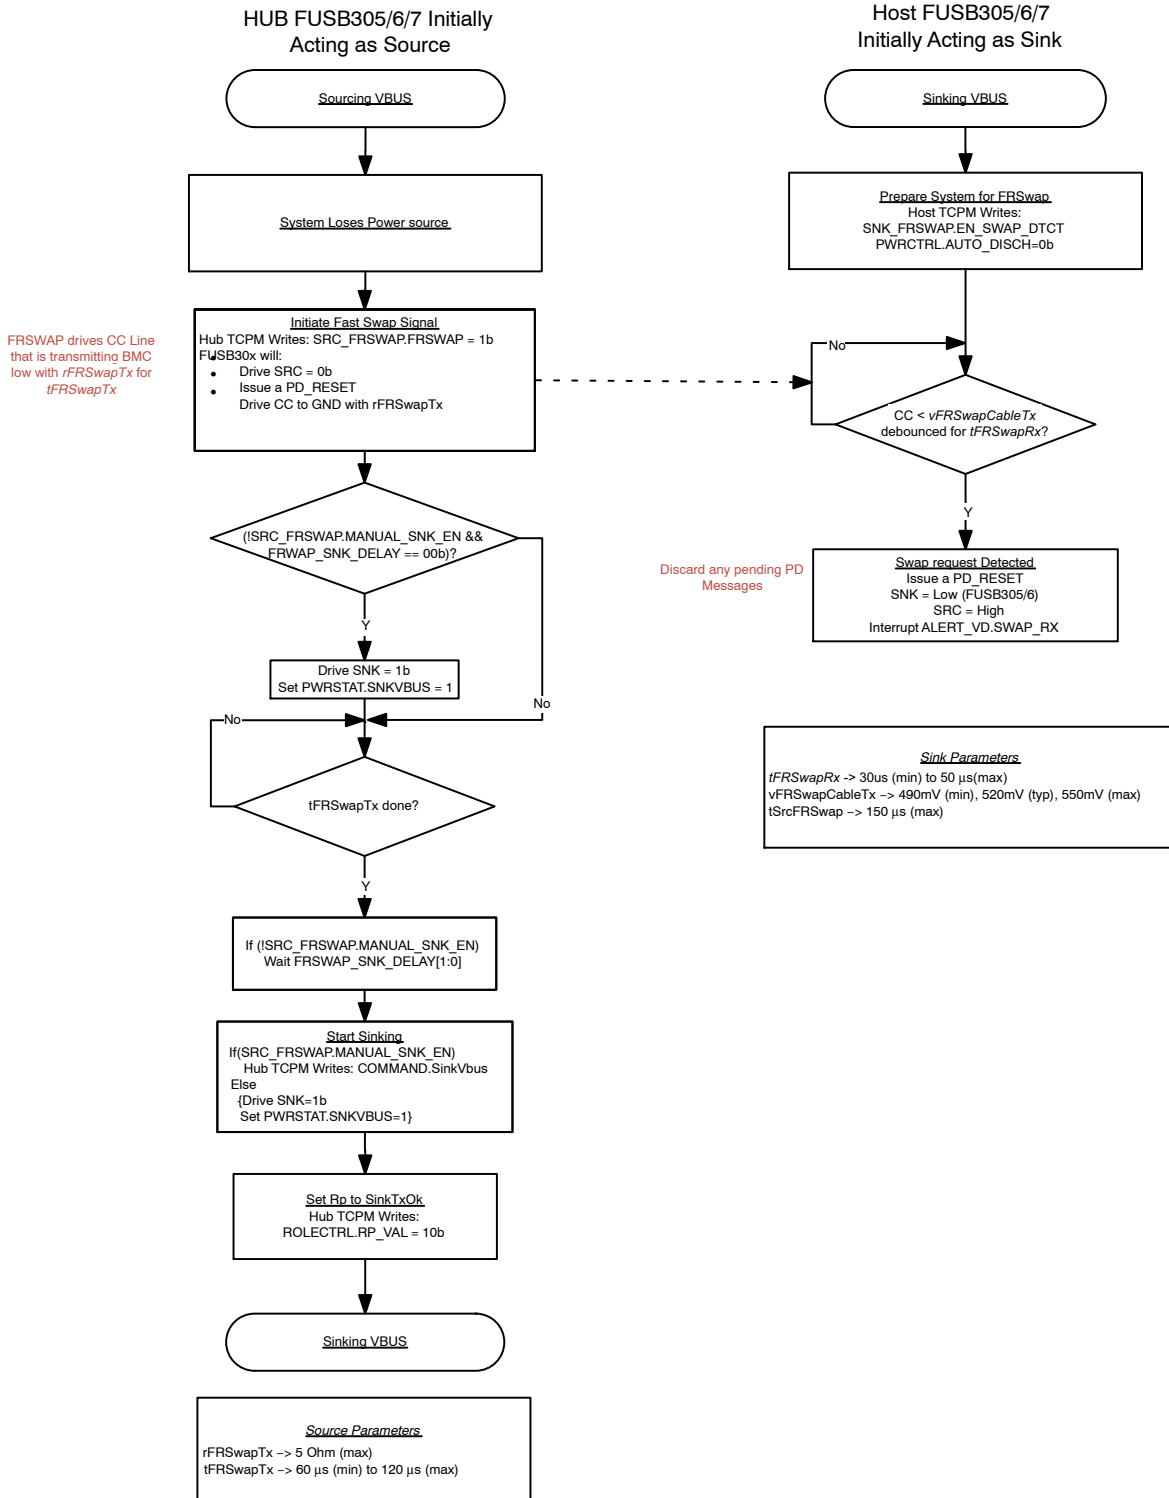 HUB FUSB305/6/7 Initially
Acting as Source
Sourcing VBUS
System Loses Power source
FRSWAP drives CC Line
that is transmitting BMC
low with rFRSwapTx for
tFRSwapTx
Initiate Fast Swap Signal
Hub TCPM Writes: SRC_FRSWAP.FRSWAP = 1b
FUSB30x will:
• Drive SRC = 0b
• Issue a PD_RESET
• Drive CC to GND with rFRSwapTx
(!SRC_FRSWAP.MANUAL_SNK_EN &&
FRWAP_SNK_DELAY == 00b)?
Y
No
Drive SNK = 1b
Set PWRSTAT.SNKVBUS = 1
No
tFRSwapTx done?
Y
If (!SRC_FRSWAP.MANUAL_SNK_EN)
Wait FRSWAP_SNK_DELAY[1:0]
Start Sinking
If(SRC_FRSWAP.MANUAL_SNK_EN)
Hub TCPM Writes: COMMAND.SinkVbus
Else
{Drive SNK=1b
Set PWRSTAT.SNKVBUS=1}
Set Rp to SinkTxOk
Hub TCPM Writes:
ROLECTRL.RP_VAL = 10b
Sinking VBUS
Source Parameters
rFRSwapTx −> 5 Ohm (max)
tFRSwapTx −> 60 μs (min) to 120 μs (max)
Host FUSB305/6/7
Initially Acting as Sink
Sinking VBUS
Prepare System for FRSwap
Host TCPM Writes:
SNK_FRSWAP.EN_SWAP_DTCT
PWRCTRL.AUTO_DISCH=0b
No
CC < vFRSwapCableTx
debounced for tFRSwapRx?
Y
Discard any pending PD
Messages
Swap request Detected
Issue a PD_RESET
SNK = Low (FUSB305/6)
SRC = High
Interrupt ALERT_VD.SWAP_RX
Sink Parameters
tFRSwapRx -> 30us (min) to 50 μs(max)
vFRSwapCableTx −> 490mV (min), 520mV (typ), 550mV (max)
tSrcFRSwap −> 150 μs (max)